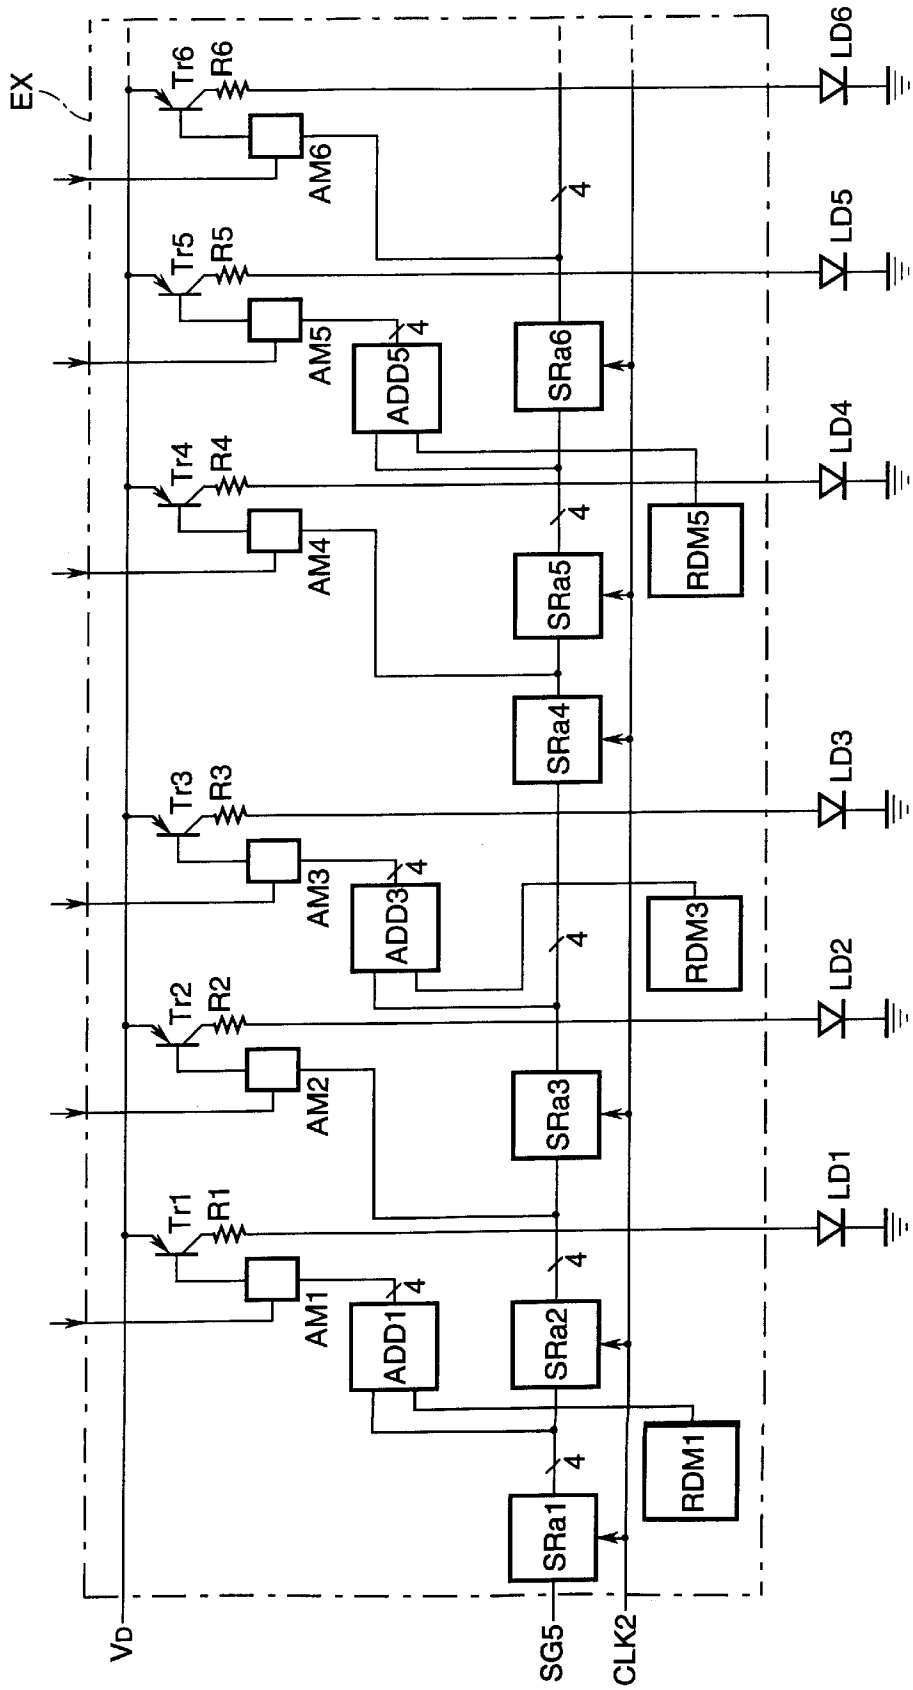 EX
VD
Tr1
R1
AM1
4
ADD1
Tr2
R2
AM2
Tr3
R3
AM3
4
ADD3
Tr4
R4
AM4
Tr5
R5
AM5
4
ADD5
Tr6
R6
AM6
SG5
SRa1
4
SRa2
4
SRa3
4
SRa4
SRa5
4
SRa6
4
CLK2
RDM1
RDM3
RDM5
LD1
LD2
LD3
LD4
LD5
LD6